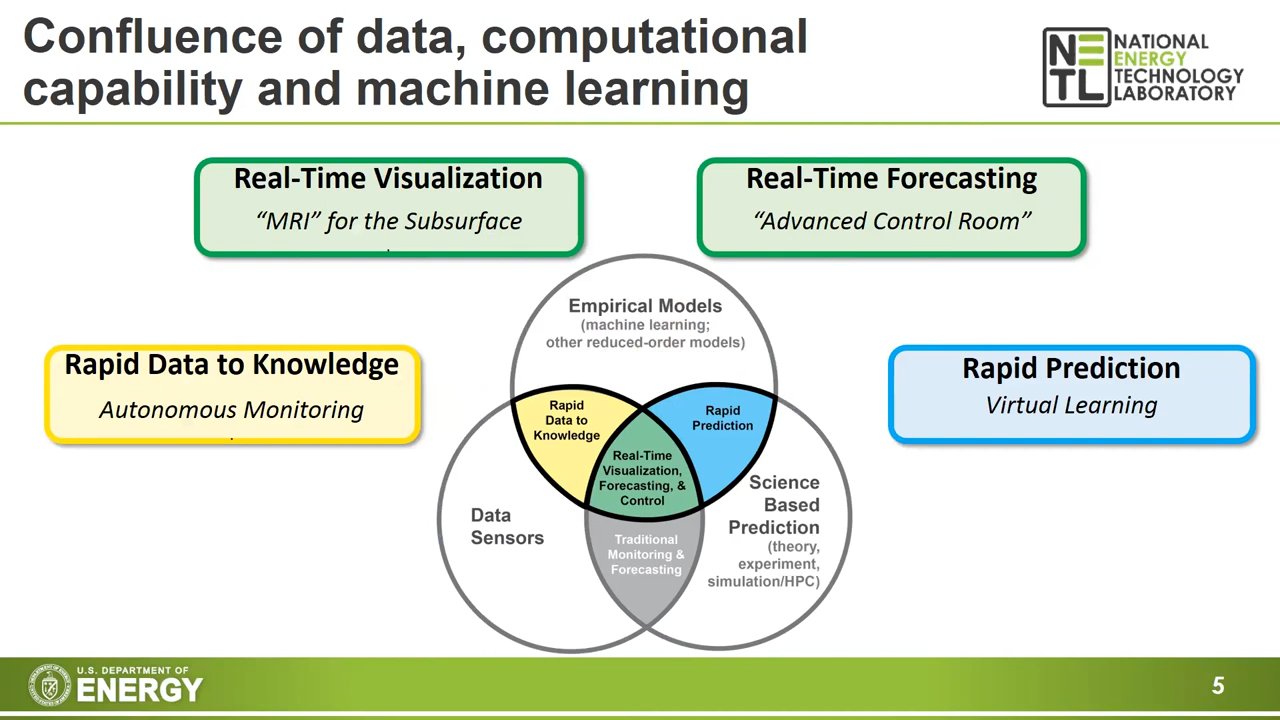 Confluence of data, computational
capability and machine learning
NETL
NATIONAL
ENERGY
TECHNOLOGY
LABORATORY
Real-Time Visualization
“MRI” for the Subsurface
Real-Time Forecasting
“Advanced Control Room”
Empirical Models
(machine learning;
other reduced-order models)
Rapid Data to Knowledge
Autonomous Monitoring
Rapid Prediction
Virtual Learning
Rapid
Data to
Knowledge
Rapid
Prediction
Real-Time
Visualization,
Forecasting, &
Control
Data
Sensors
Science
Based
Prediction
(theory,
experiment,
simulation/HPC)
Traditional
Monitoring &
Forecasting
U.S. DEPARTMENT OF
ENERGY
5